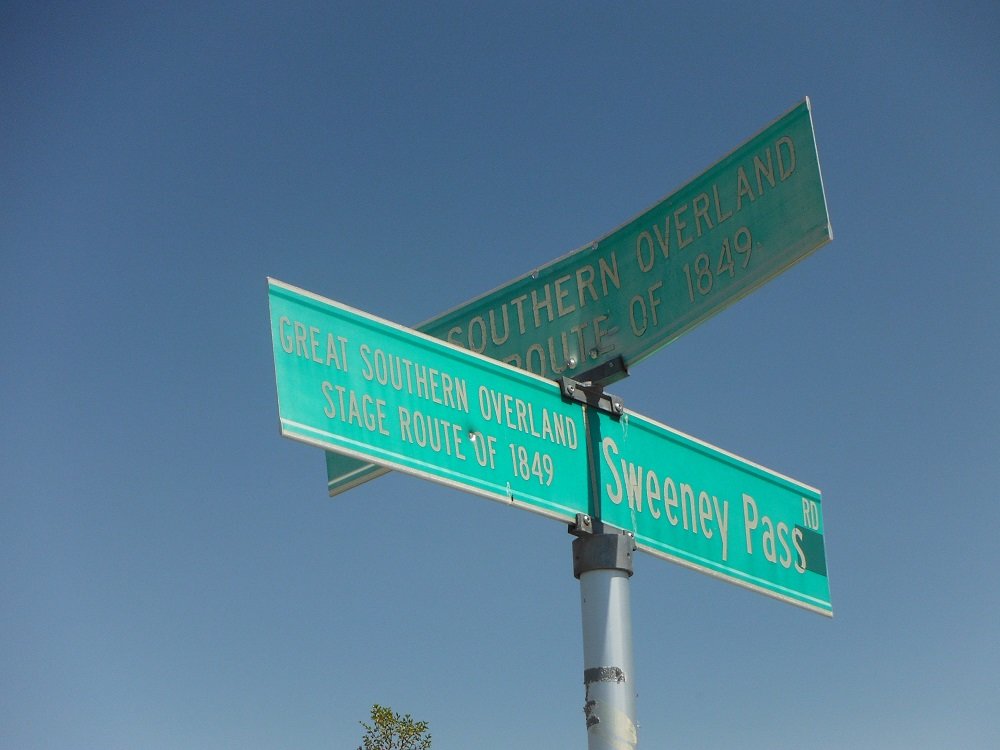 SOUTHERN OVERLAND
ROUTE OF 1849
GREAT SOUTHERN OVERLAND
STAGE ROUTE OF 1849
Sweeney Pass RD